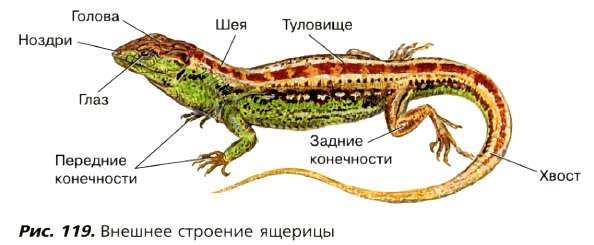 Голова
Ноздри
Шея
Туловище
Глаз
Передние
конечности
Задние
конечности
Хвост
Рис. 119. Внешнее строение ящерицы